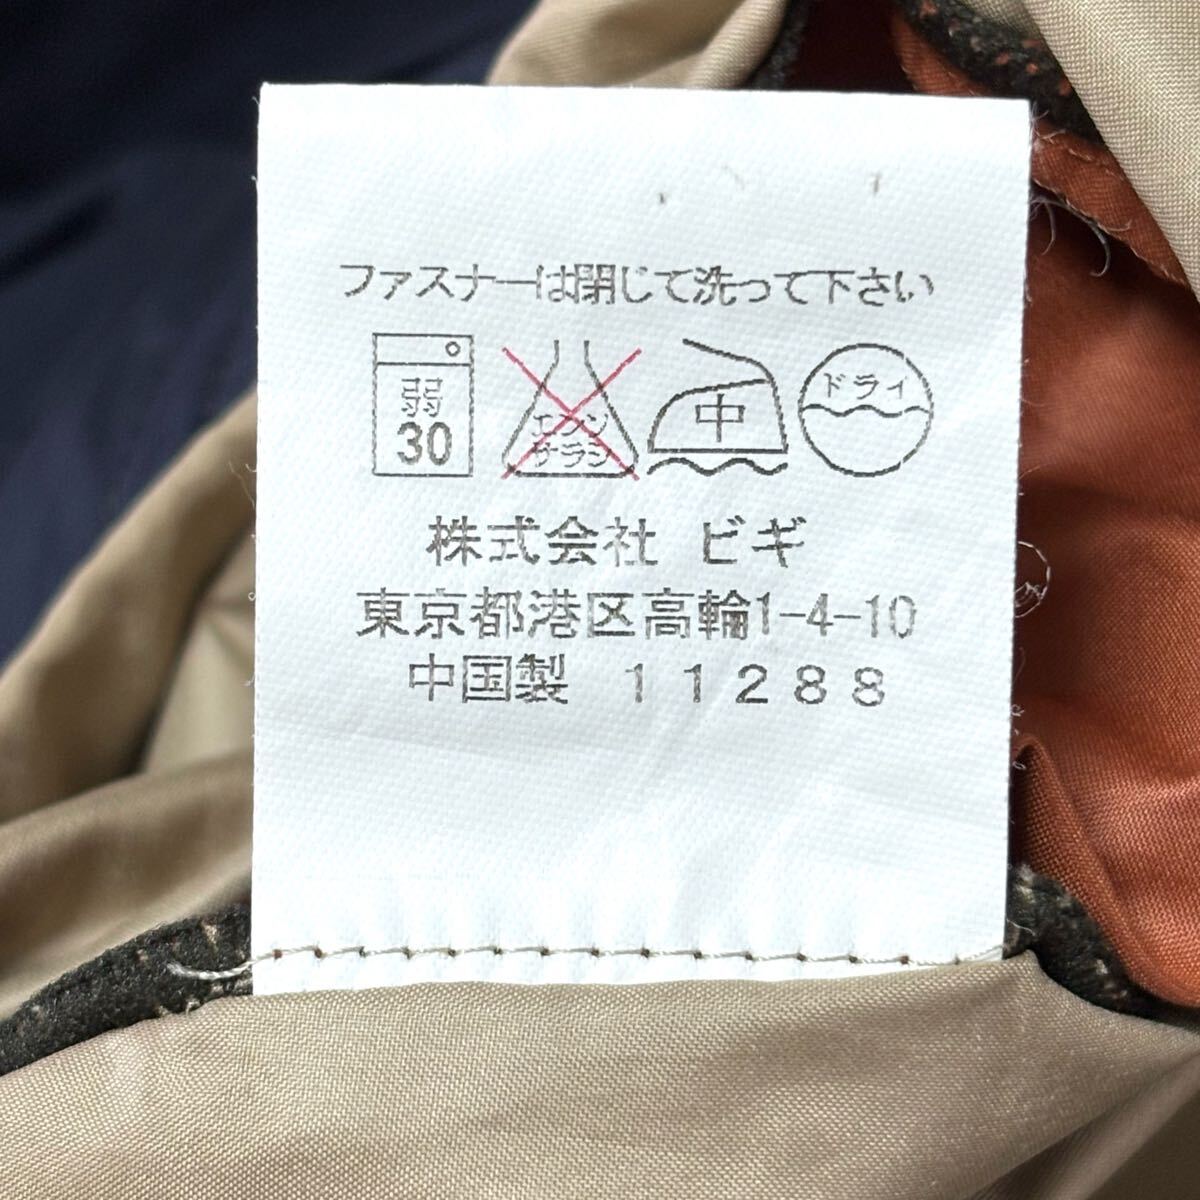 ファスナーは閉じて洗って下さい
弱
30
エンソ
サラシ
中
ドライ
株式会社 ビギ
東京都港区高輪1-4-10
中国製 11288